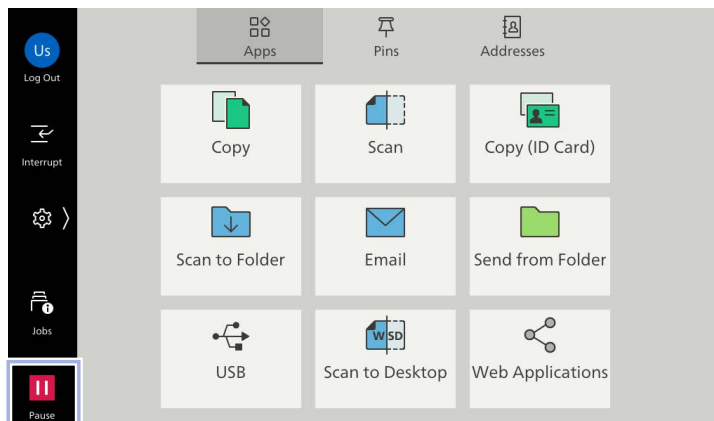 Us
Log Out
Interrupt
Jobs
Pause
Apps
Pins
Addresses
Copy
Scan
Copy (ID Card)
Scan to Folder
Email
Send from Folder
USB
W SD
Scan to Desktop
Web Applications